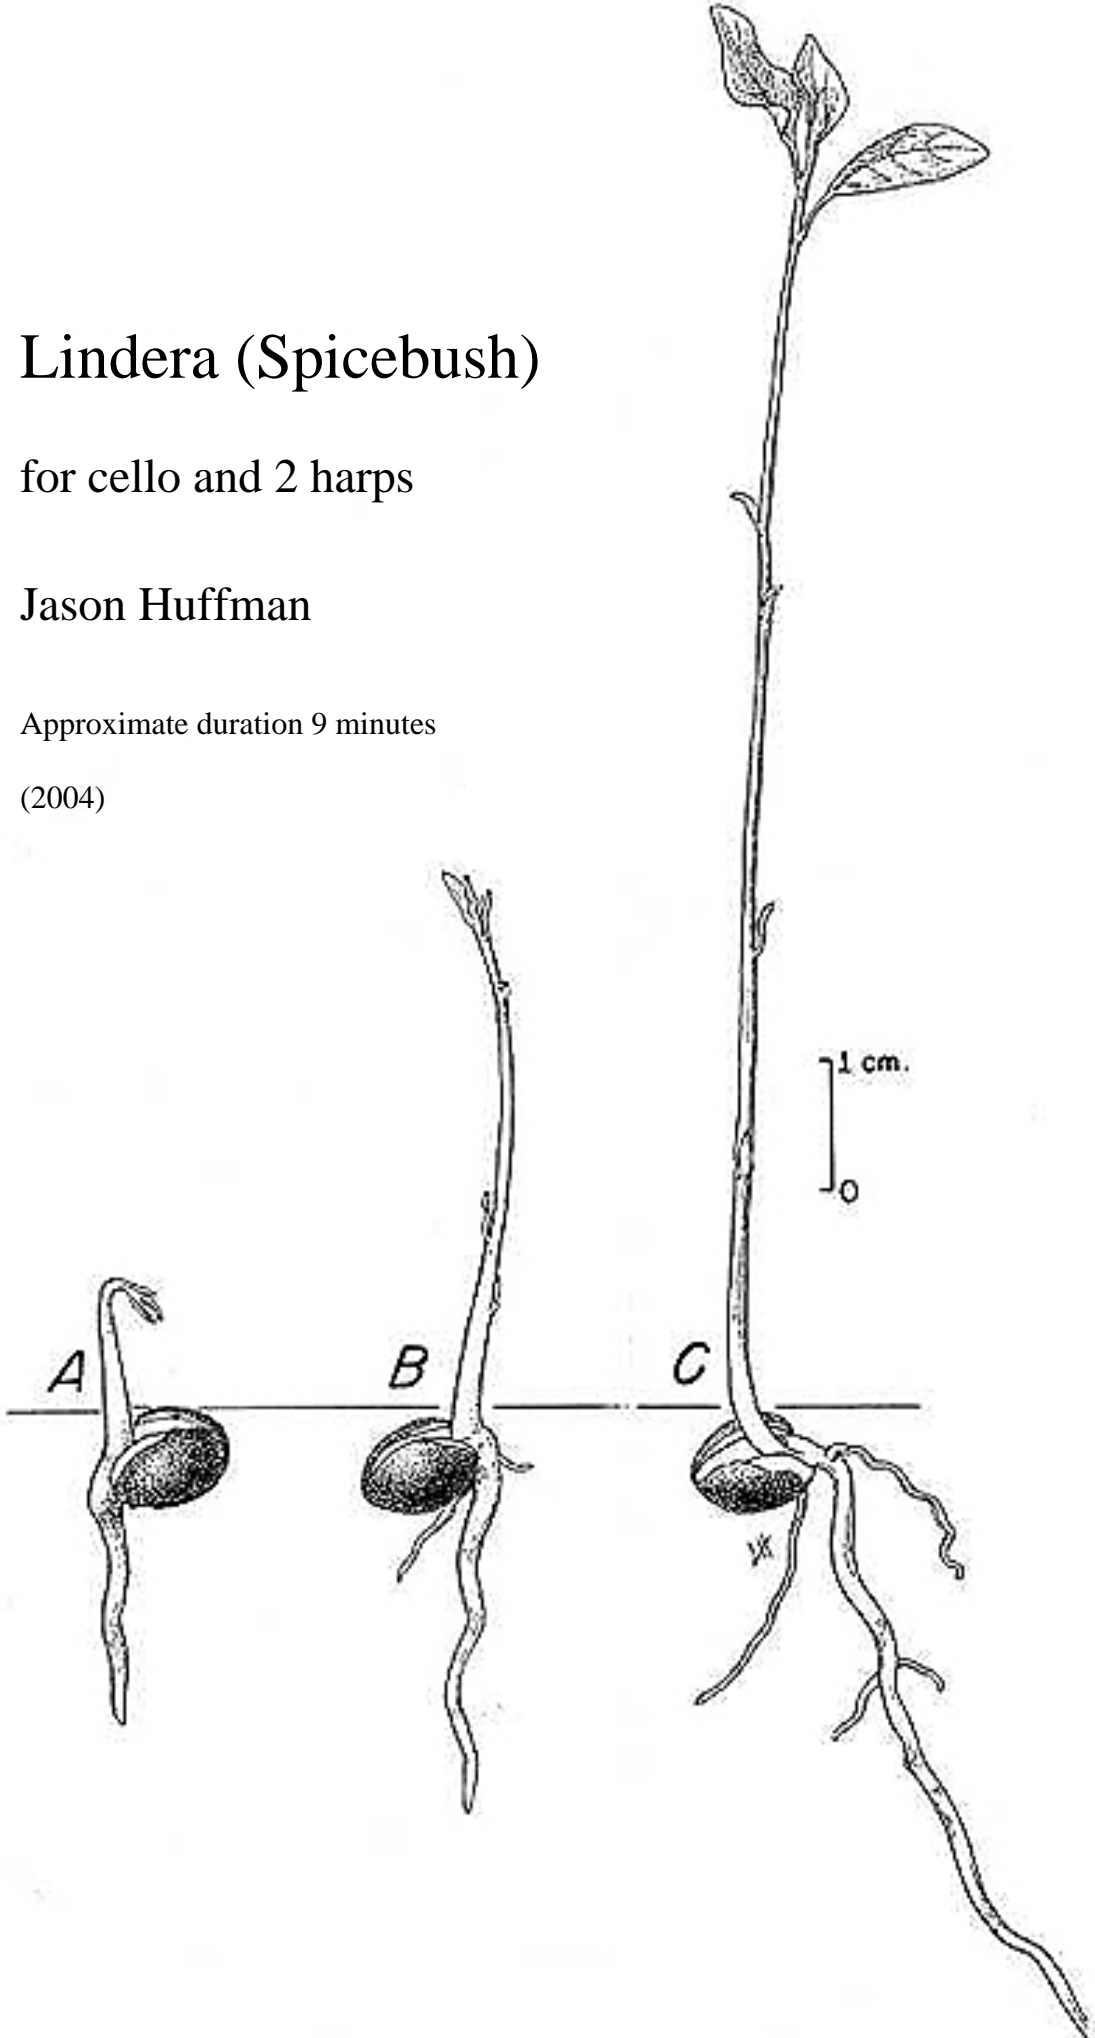 Lindera (Spicebush)
for cello and 2 harps
Jason Huffman
Approximate duration 9 minutes
(2004)
1 cm.
0
A
B
C